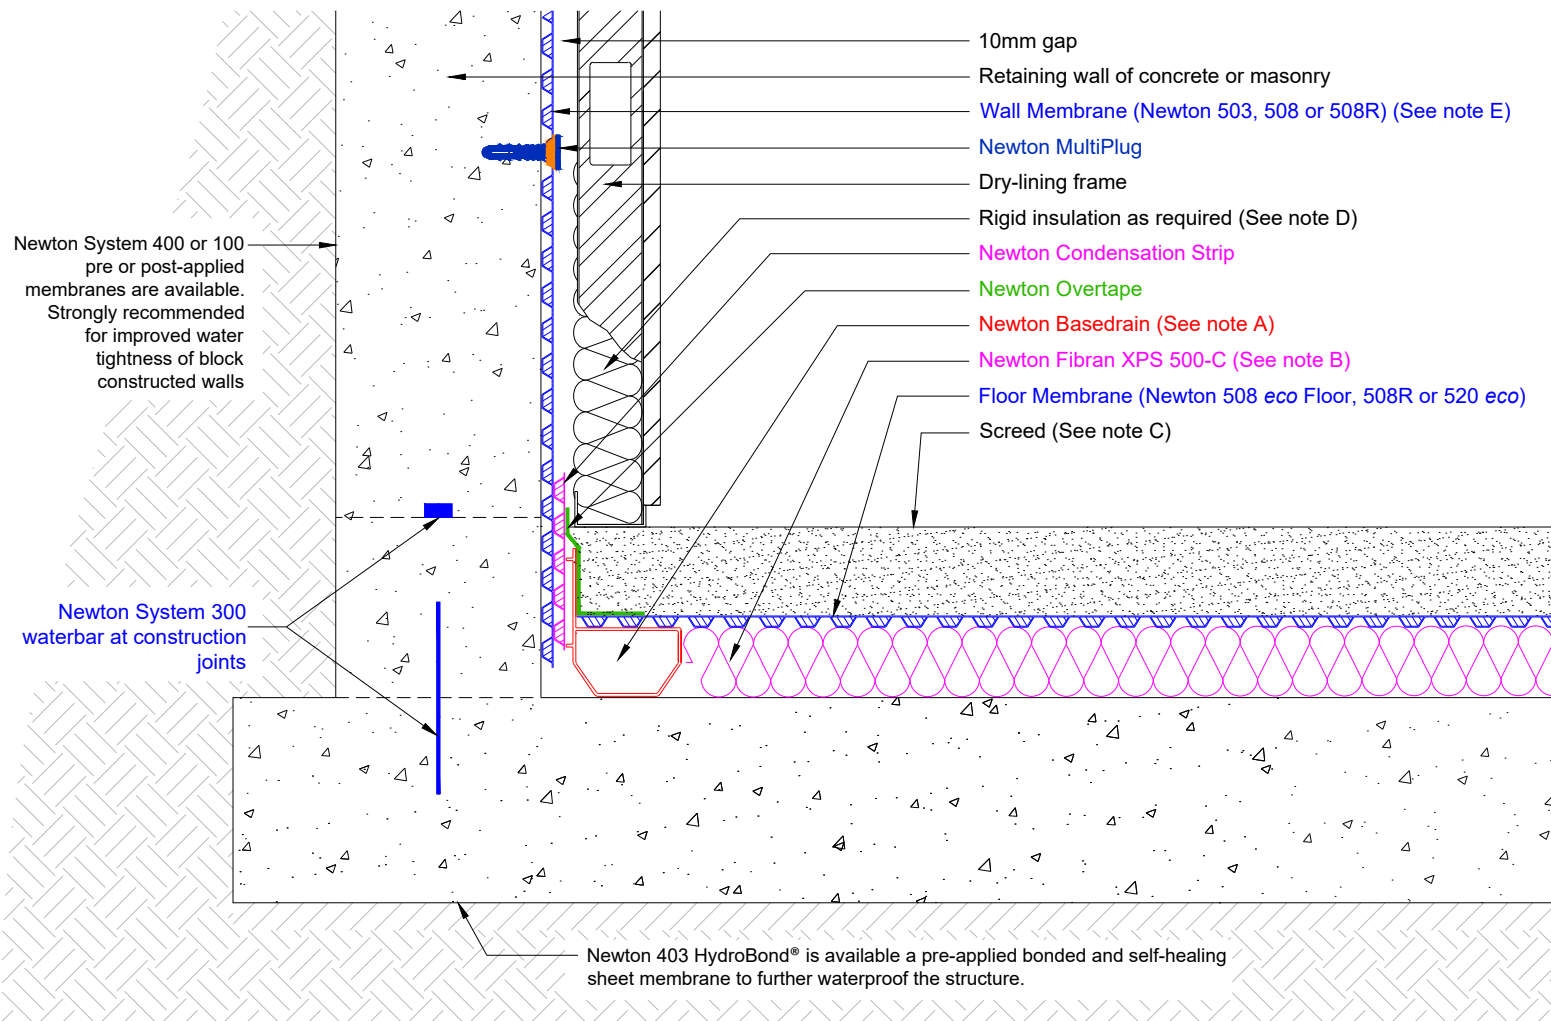 10mm gap
Retaining wall of concrete or masonry
Wall Membrane (Newton 503, 508 or 508R) (See note E)
Newton MultiPlug
Dry-lining frame
Rigid insulation as required (See note D)
Newton Condensation Strip
Newton Overtape
Newton Basedrain (See note A)
Newton Fibran XPS 500-C (See note B)
Floor Membrane (Newton 508 eco Floor, 508R or 520 eco)
Screed (See note C)
Newton System 400 or 100
pre or post-applied
membranes are available.
Strongly recommended
for improved water
tightness of block
constructed walls
Newton System 300
waterbar at construction
joints
Newton 403 HydroBond® is available a pre-applied bonded and self-healing
sheet membrane to further waterproof the structure.